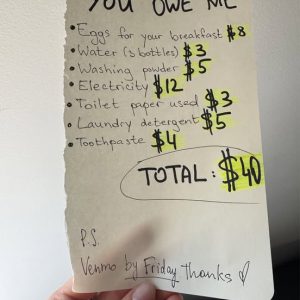 YOU OWE ME
• Eggs for your breakfast $8
• Water (3 bottles) $3
• Washing powder $5
• Electricity $12
• Toilet paper used $3
• Laundry detergent $5
• Toothpaste $4
TOTAL: $40
P.S.
Venmo by Friday Thanks ♡